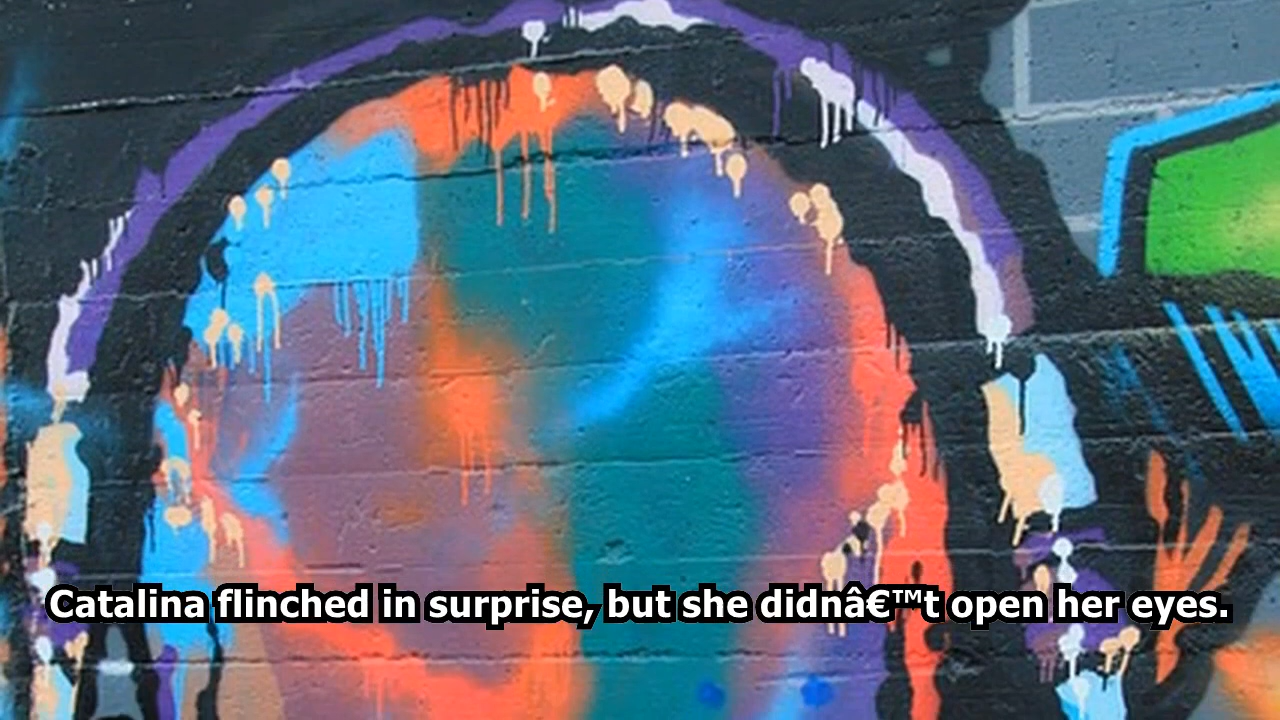 Catalina flinched in surprise, but she didnâ€™t open her eyes.